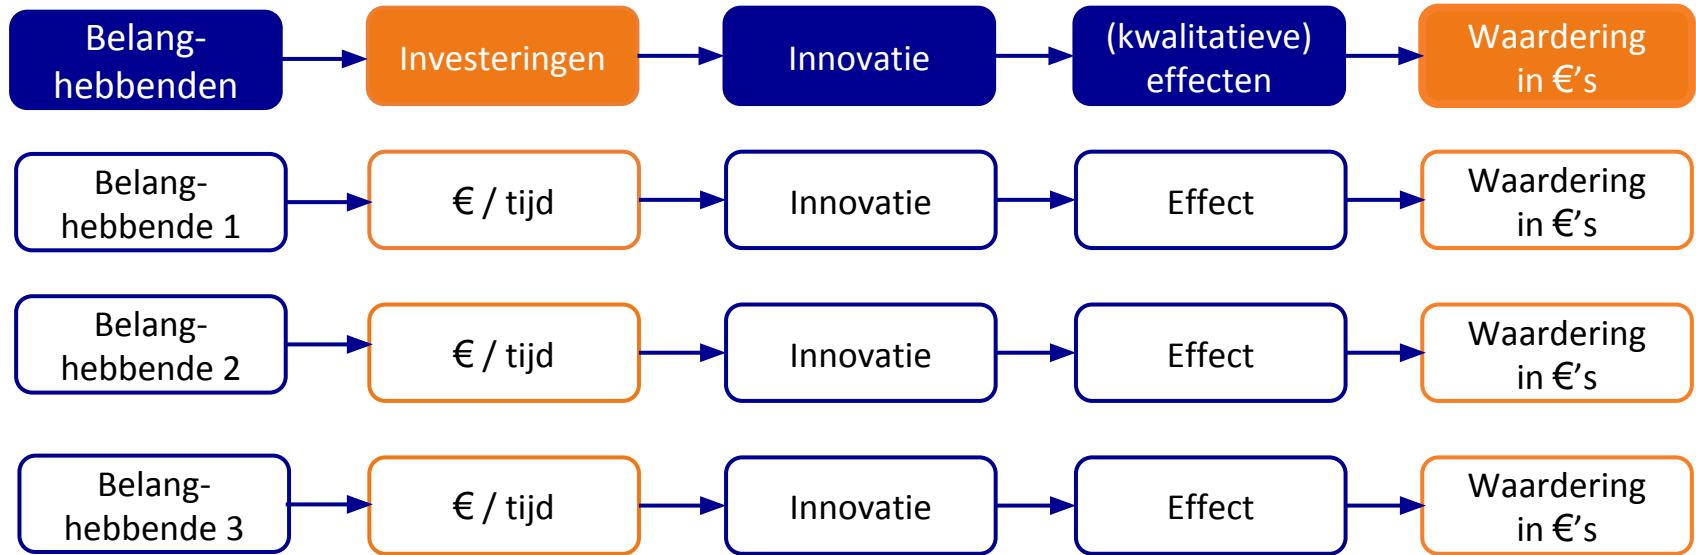 Belang-
hebbenden
Investeringen
Innovatie
(kwalitatieve)
effecten
Waardering
in €’s
Belang-
hebbende 1
€ / tijd
Innovatie
Effect
Waardering
in €’s
Belang-
hebbende 2
€ / tijd
Innovatie
Effect
Waardering
in €’s
Belang-
hebbende 3
€ / tijd
Innovatie
Effect
Waardering
in €’s